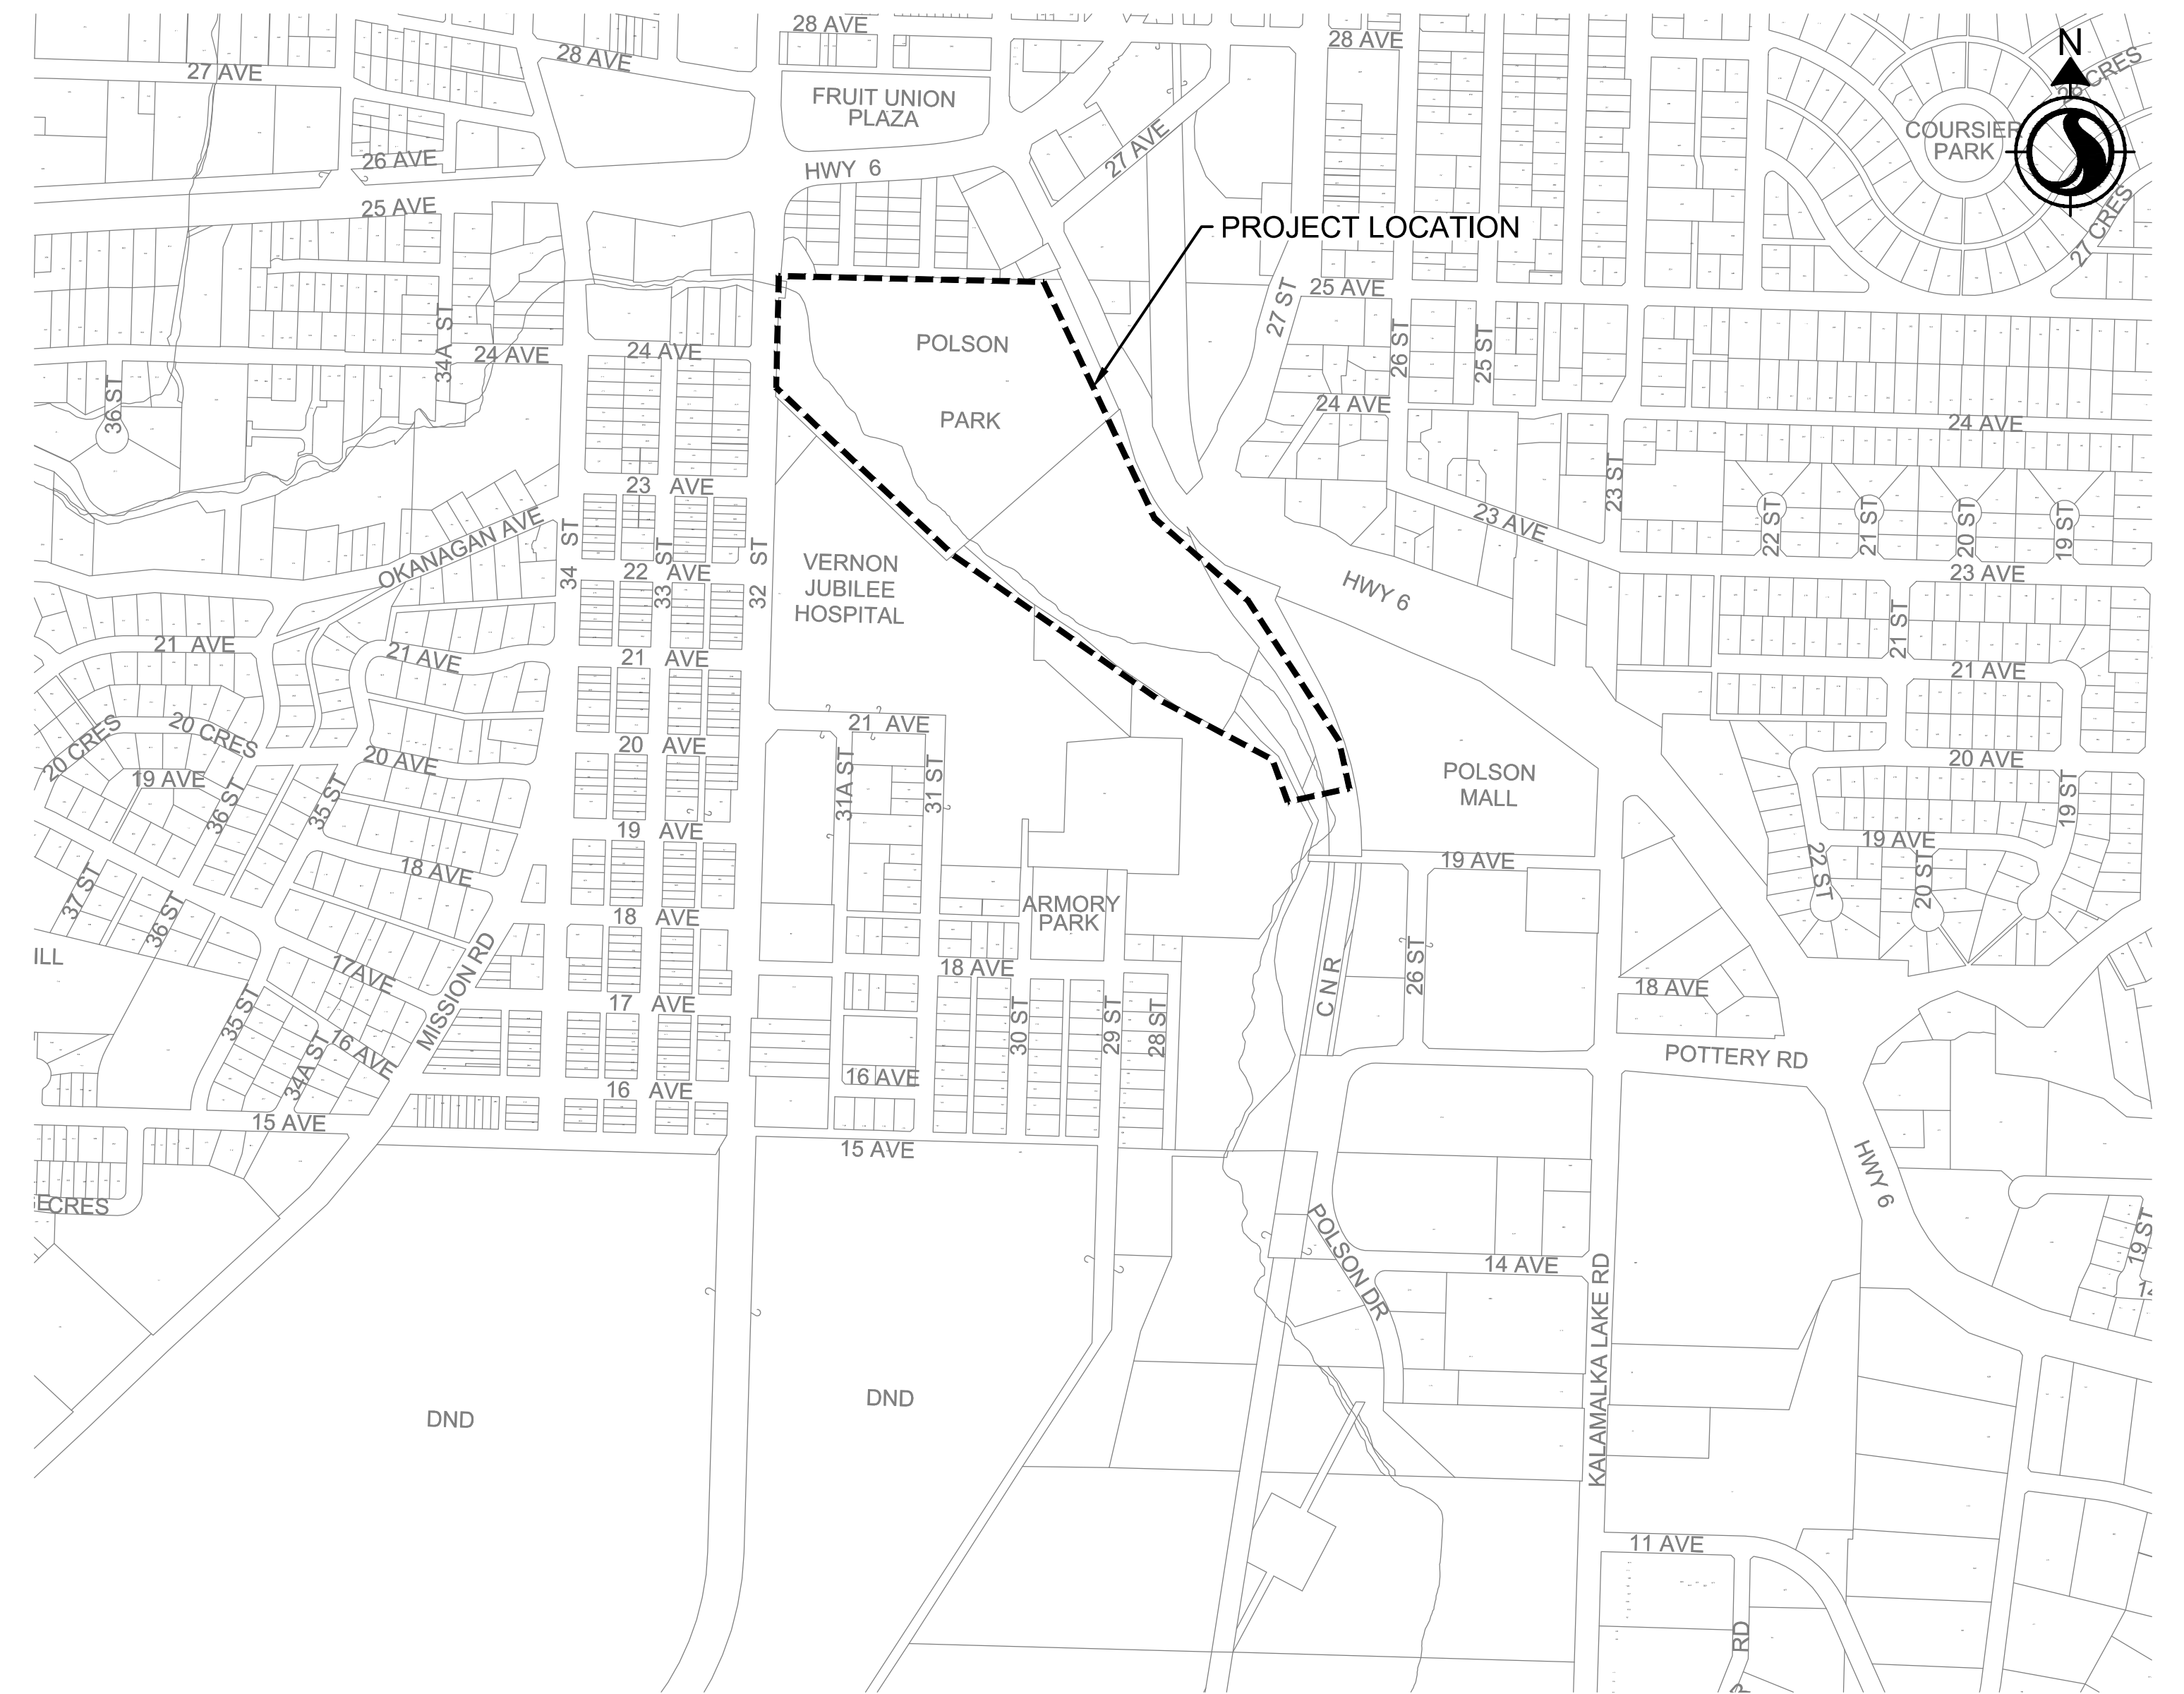 28 AVE
28 AVE
N
28 AVE
27 AVE
28 CRES
FRUIT UNION
PLAZA
COURSIER
PARK
27 AVE
26 AVE
HWY 6
25 AVE
27 CRES
PROJECT LOCATION
25 AVE
27 ST
34A ST
POLSON
26 ST
25 ST
24 AVE
24 AVE
36 ST
24 AVE
PARK
24 AVE
23 AVE
23 ST
23 AVE
22 ST
21 ST
20 ST
19 ST
OKANAGAN AVE
34 ST
33 ST
32 ST
VERNON
JUBILEE
HOSPITAL
22 AVE
23 AVE
HWY 6
21 ST
21 AVE
21 AVE
21 AVE
21 AVE
20 CRES
20 CRES
21 AVE
20 AVE
20 AVE
20 AVE
19 AVE
36 ST
35 ST
31A ST
31 ST
POLSON
MALL
19 ST
19 AVE
19 AVE
19 AVE
18 AVE
22 ST
20 ST
37 ST
36 ST
18 AVE
ARMORY
PARK
ILL
17AVE
MISSION RD
18 AVE
C N R
26 ST
18 AVE
35 ST
17 AVE
30 ST
29 ST
28 ST
16 AVE
34A ST
POTTERY RD
16 AVE
16 AVE
15 AVE
15 AVE
HWY 6
E CRES
POLSON DR
19 ST
14 AVE
KALAMALKA LAKE RD
DND
DND
11 AVE
RD